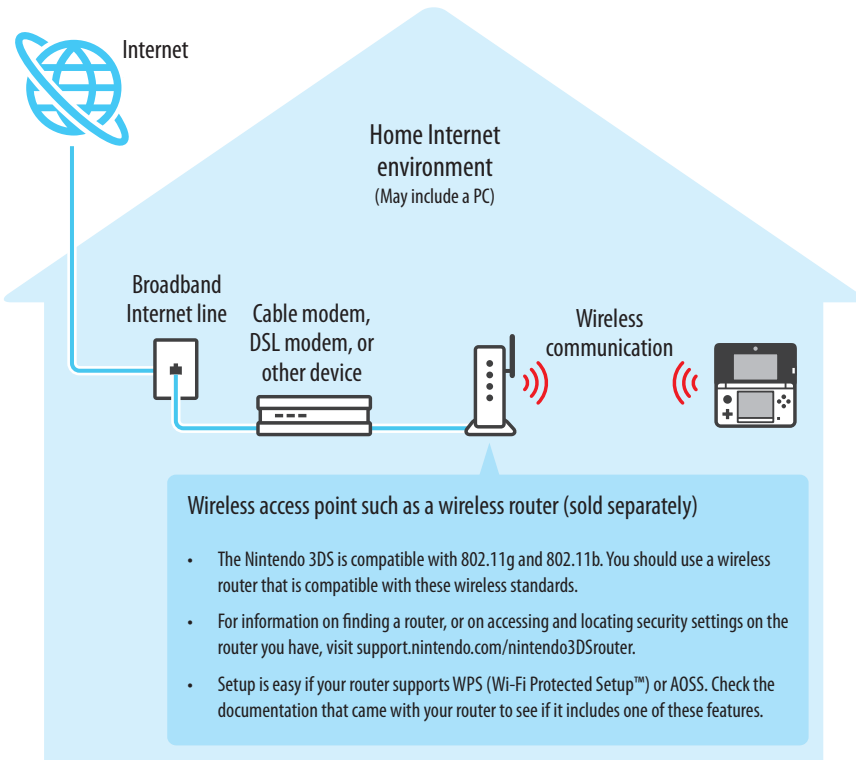 Internet
Home Internet
environment
(May include a PC)
Broadband
Internet line
Cable modem,
DSL modem, or
other device
Wireless
communication
Wireless access point such as a wireless router (sold separately)
• The Nintendo 3DS is compatible with 802.11g and 802.11b. You should use a wireless
router that is compatible with these wireless standards.
• For information on finding a router, or on accessing and locating security settings on the
router you have, visit support.nintendo.com/nintendo3DSrouter.
• Setup is easy if your router supports WPS (Wi-Fi Protected Setup™) or AOSS. Check the
documentation that came with your router to see if it includes one of these features.